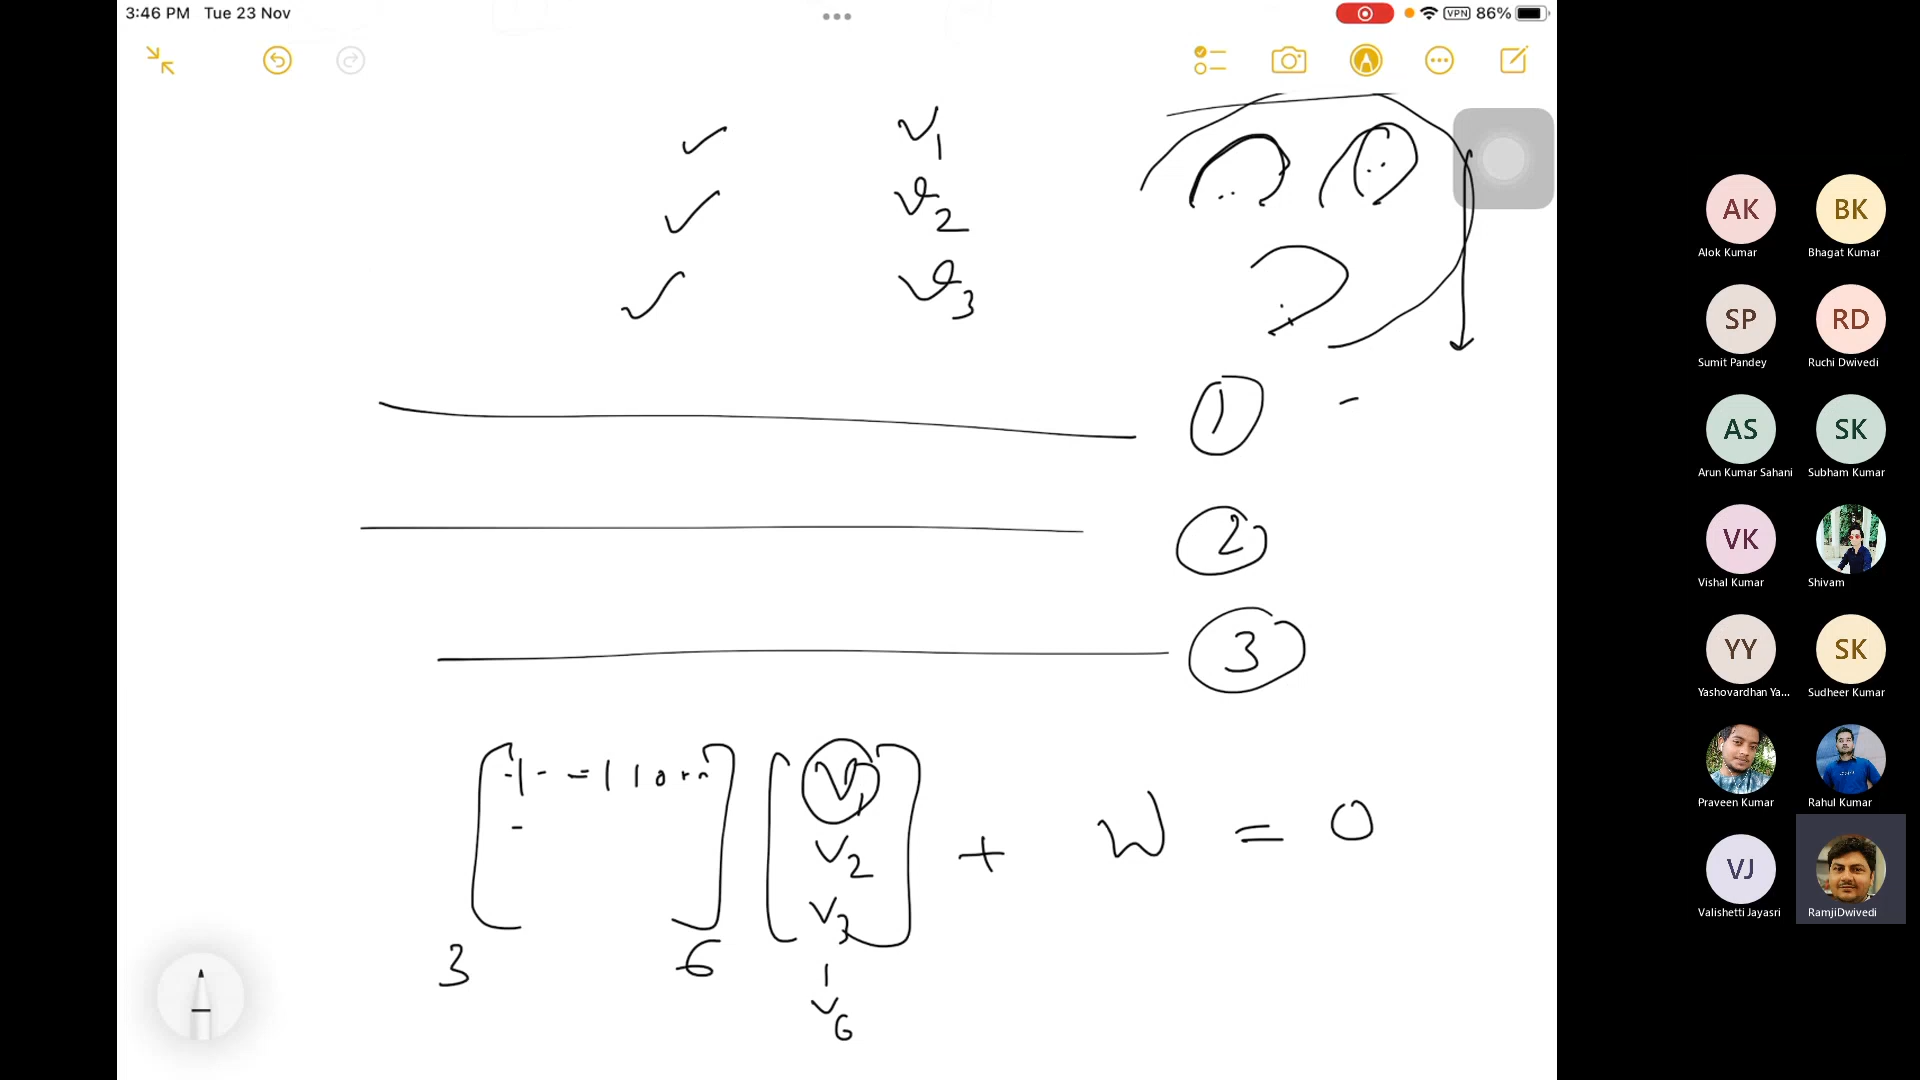 3:46 PM Tue 23 Nov
VPN 86%
v1
v2
v3
1
2
3
v1
v2
v3
v6
+ W = 0
3
6
AK
Alok Kumar
BK
Bhagat Kumar
SP
Sumit Pandey
RD
Ruchi Dwivedi
AS
Arun Kumar Sahani
SK
Subham Kumar
VK
Vishal Kumar
Shivam
YY
Yashovardhan Ya...
SK
Sudheer Kumar
Praveen Kumar
Rahul Kumar
VJ
Valishetti Jayasri
RamjiDwivedi